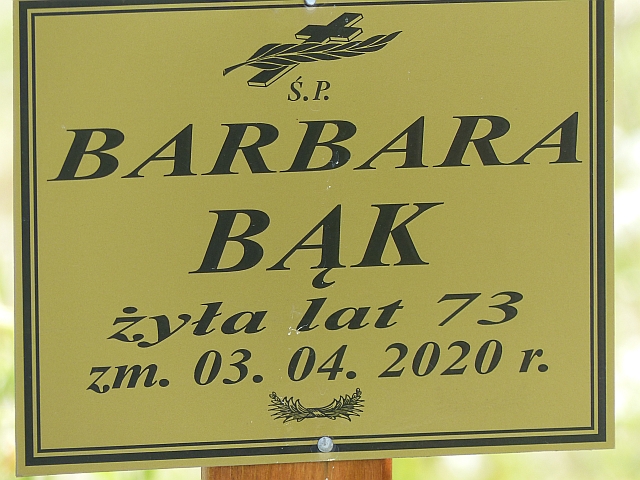 Ś.P.
BARBARA
BĄK
żyła lat 73
zm. 03. 04. 2020 r.